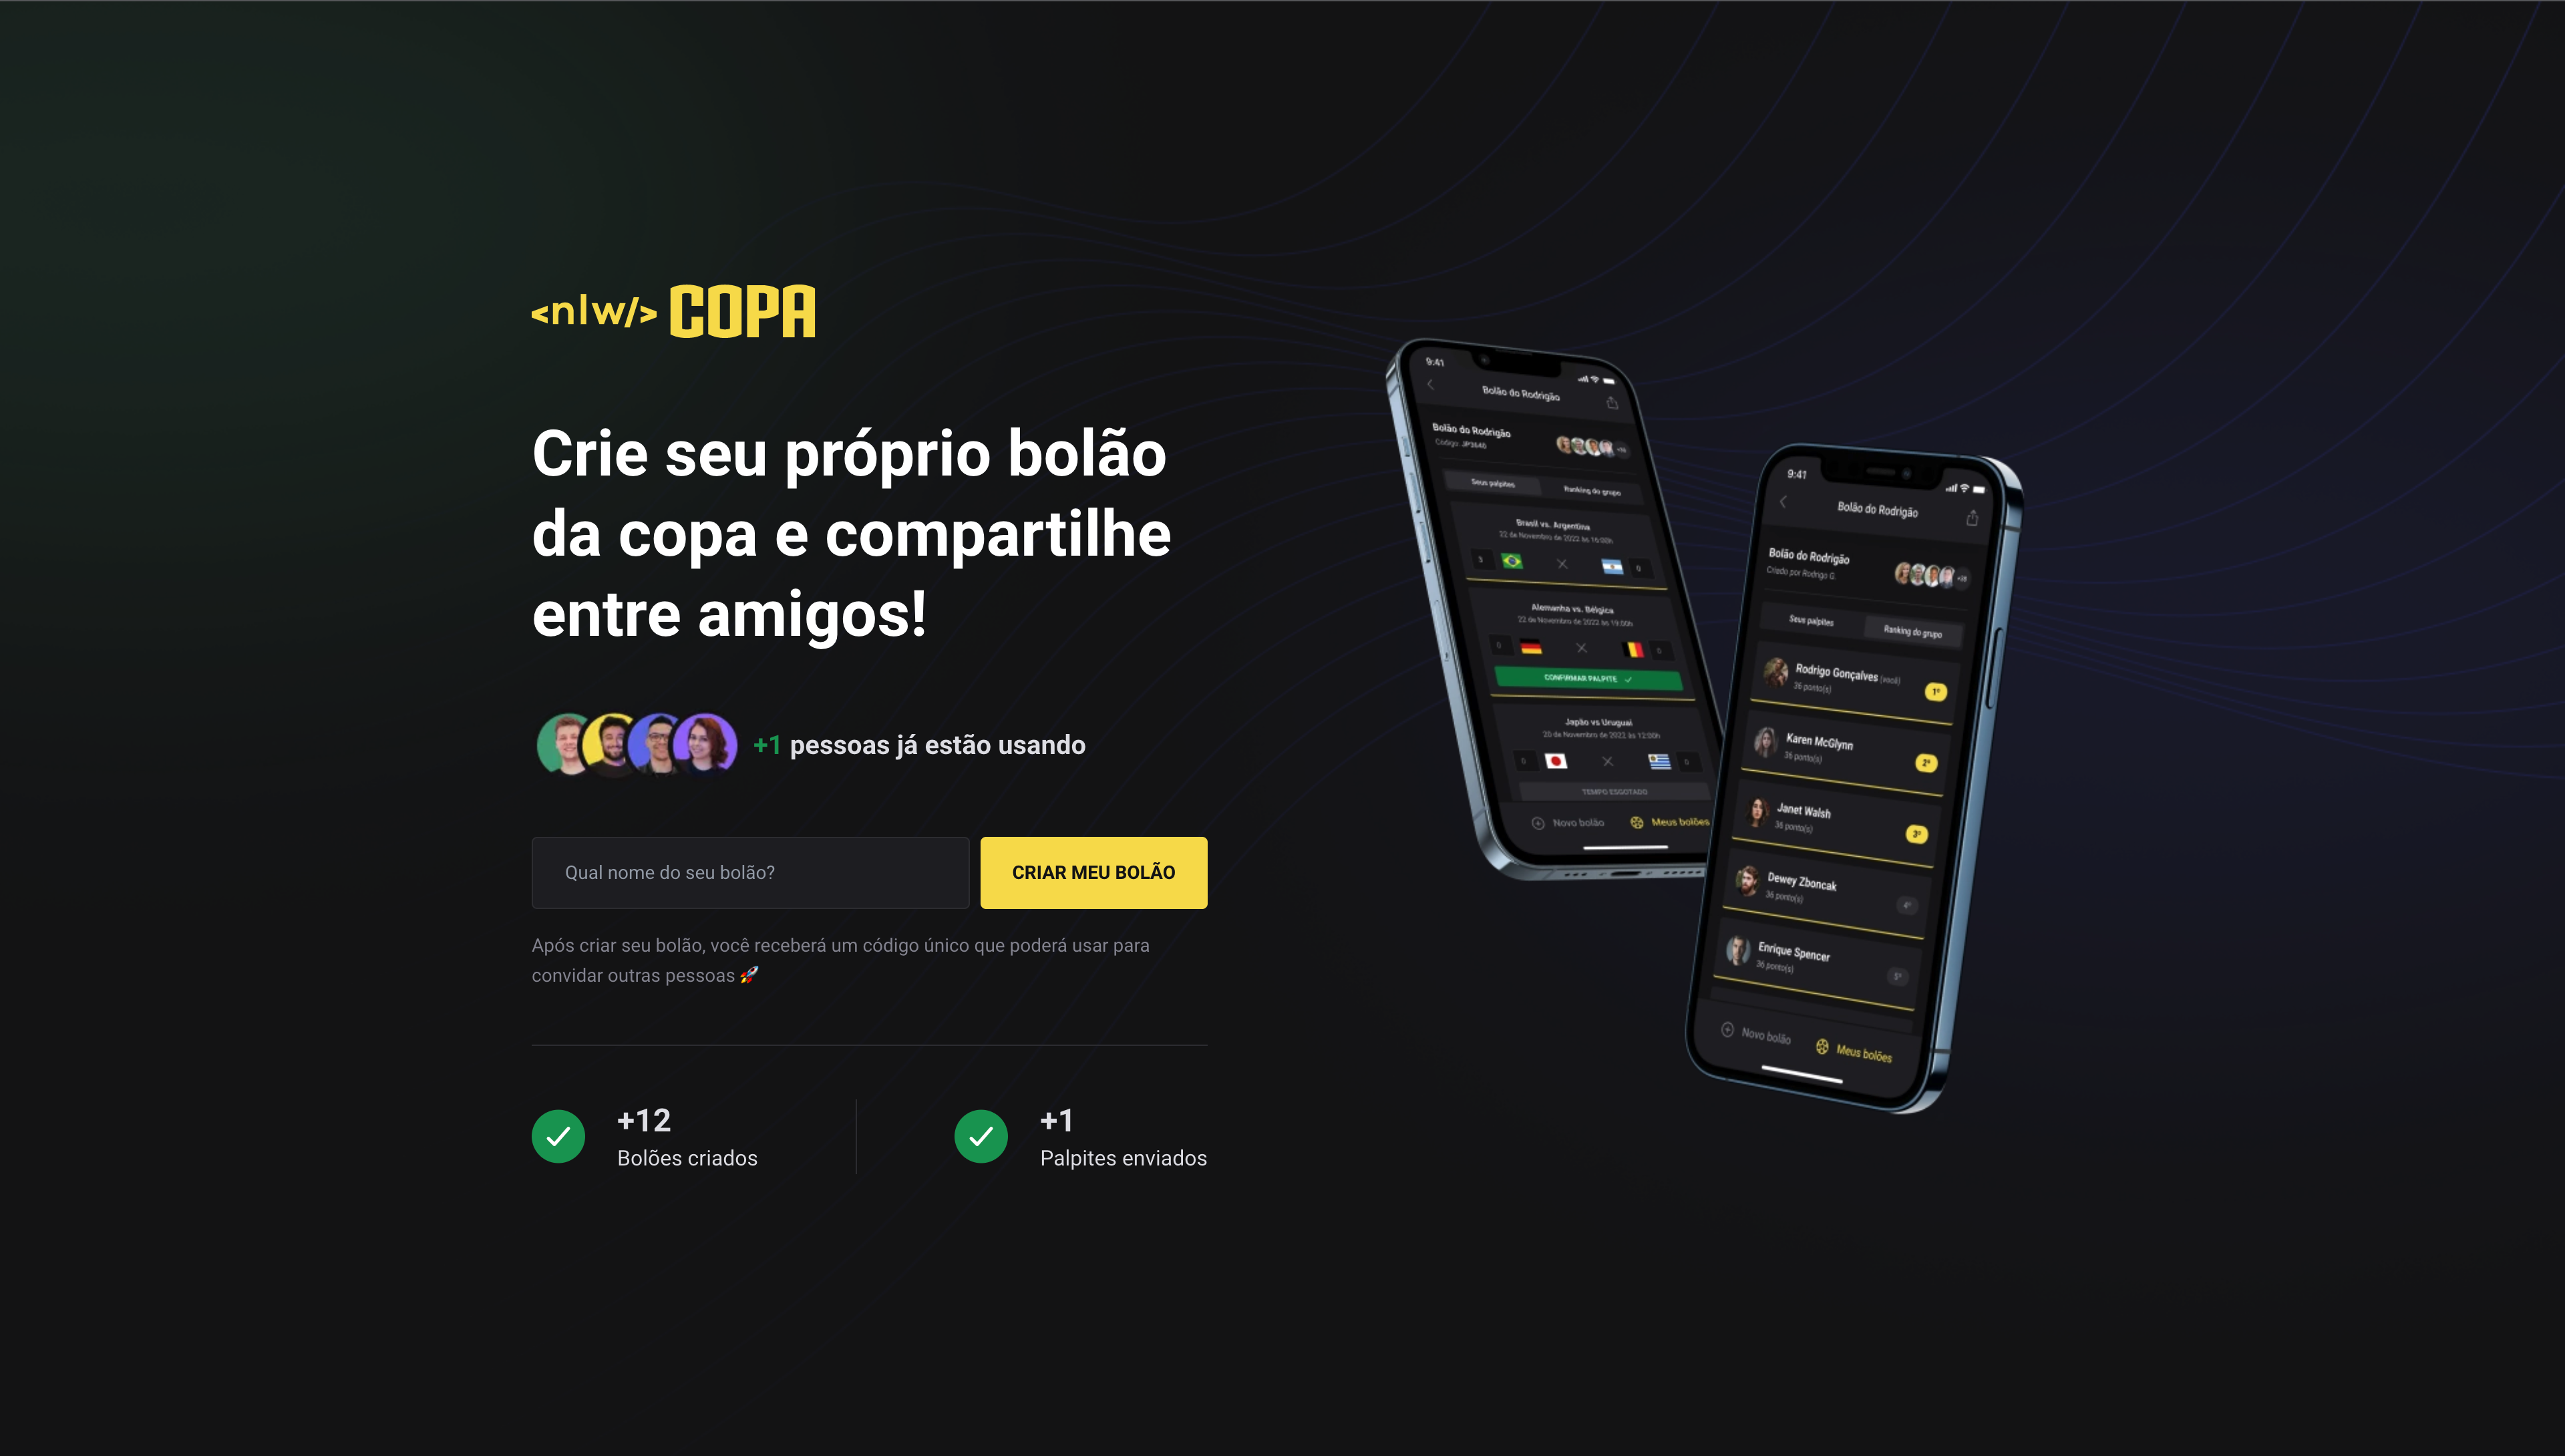 <nlw/> COPA
Crie seu próprio bolão
da copa e compartilhe
entre amigos!
+1 pessoas já estão usando
Qual nome do seu bolão?
CRIAR MEU BOLÃO
Após criar seu bolão, você receberá um código único que poderá usar para
convidar outras pessoas 🚀
+12
Bolões criados
+1
Palpites enviados
9:41
Bolão do Rodrigão
Bolão do Rodrigão
Código: JP2640
Seus palpites
Ranking do grupo
Brasil vs. Argentina
22 de Novembro de 2022 às 16:00h
3
0
Alemanha vs. Bélgica
22 de Novembro de 2022 às 19:00h
0
0
CONFIRMAR PALPITE
Japão vs Uruguai
20 de Novembro de 2022 às 12:00h
0
0
TEMPO ESGOTADO
Novo bolão
Meus bolões
9:41
Bolão do Rodrigão
Bolão do Rodrigão
Criado por Rodrigo G.
Seus palpites
Ranking do grupo
Rodrigo Gonçalves (você)
36 ponto(s)
1º
Karen McGlynn
36 ponto(s)
2º
Janet Walsh
36 ponto(s)
3º
Dewey Zboncak
36 ponto(s)
4º
Enrique Spencer
36 ponto(s)
5º
Novo bolão
Meus bolões